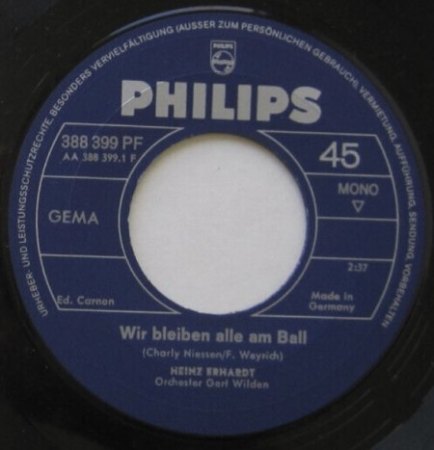 URHEBER- UND LEISTUNGSSCHUTZRECHTE, BESONDERS VERVIELFÄLTIGUNG (AUSSER ZUM PERSÖNLICHEN GEBRAUCH), VERMIETUNG, AUFFÜHRUNG, SENDUNG, VORBEHALTEN
PHILIPS
PHILIPS
388 399 PF
AA 388 399.1 F
45
MONO
GEMA
2:37
Ed. Carnon
Made in
Germany
Wir bleiben alle am Ball
(Charly Niessen/F. Weyrich)
HEINZ ERHARDT
Orchester Gert Wilden